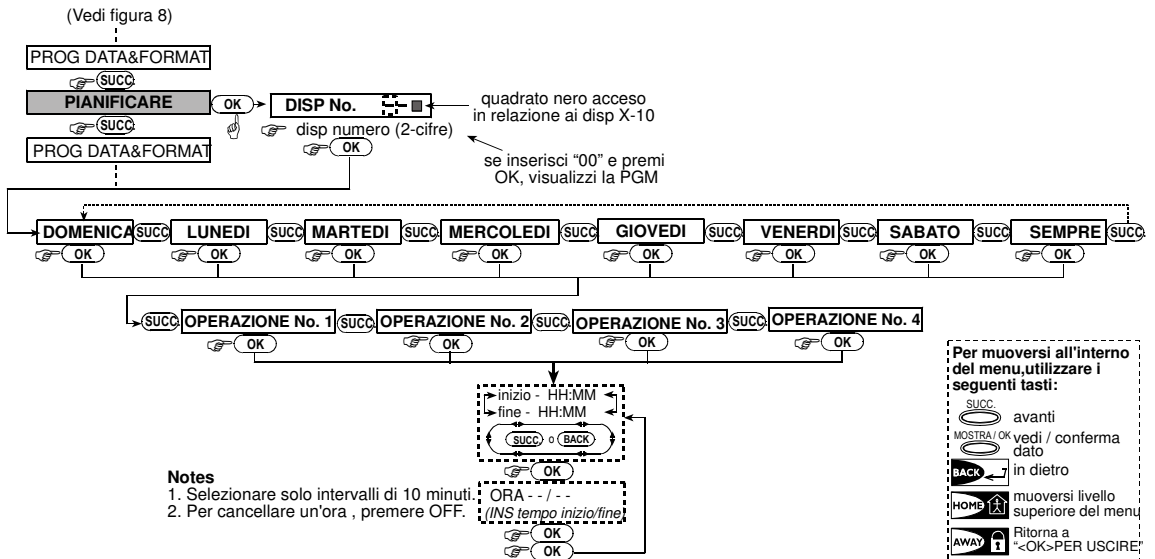 (Vedi figura 8)
PROG DATA&FORMAT
SUCC.
PIANIFICARE
OK
DISP No.
quadrato nero acceso
in relazione ai disp X-10
SUCC.
disp numero (2-cifre)
PROG DATA&FORMAT
OK
se inserisci “00” e premi
OK, visualizzi la PGM
DOMENICA SUCC. LUNEDI SUCC. MARTEDI SUCC. MERCOLEDI SUCC. GIOVEDI SUCC. VENERDI SUCC. SABATO SUCC. SEMPRE SUCC.
OK OK OK OK OK OK OK OK
SUCC. OPERAZIONE No. 1 SUCC. OPERAZIONE No. 2 SUCC. OPERAZIONE No. 3 SUCC. OPERAZIONE No. 4
OK OK OK OK
inizio - HH:MM
fine - HH:MM
SUCC. o BACK
OK
ORA - - / - -
(INS tempo inizio/fine)
OK
OK
Notes
1. Selezionare solo intervalli di 10 minuti.
2. Per cancellare un'ora , premere OFF.
Per muoversi all'interno
del menu,utilizzare i
seguenti tasti:
SUCC.
avanti
MOSTRA / OK
vedi / conferma
dato
BACK
in dietro
HOME
muoversi livello
superiore del menu
AWAY
Ritorna a
“<OK>PER USCIRE”